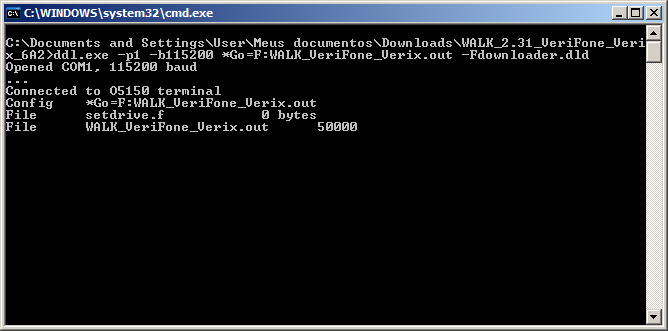 C:\WINDOWS\system32\cmd.exe
C:\Documents and Settings\User\Meus documentos\Downloads\WALK_2.31_VeriFone_Veri
x_6A2>ddl.exe -p1 -b115200 *Go=F:WALK_VeriFone_Verix.out -Fdownloader.dld
Opened COM1, 115200 baud
...
Connected to O5150 terminal
Config    *Go=F:WALK_VeriFone_Verix.out
File      setdrive.f            0 bytes
File      WALK_VeriFone_Verix.out      50000